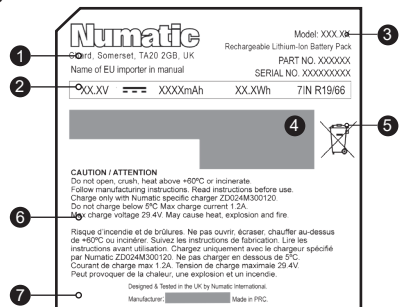 Numatic
Model: XXX.XX
3
Rechargeable Lithium-Ion Battery Pack
1
Chard, Somerset, TA20 2GB, UK
PART NO. XXXXXX
Name of EU importer in manual
SERIAL NO. XXXXXXXXX
2
XX.XV XXXXmAh XX.XWh 7IN R19/66
4
5
CAUTION / ATTENTION
Do not open, crush, heat above +60ºC or incinerate.
Follow manufacturing instructions. Read instructions before use.
Charge only with Numatic specific charger ZD024M300120
Do not charge below 5ºC Max charge current 1.2A.
6
Max charge voltage 29.4V. May cause heat, explosion and fire.
Risque d'incendie et de brûlures. Ne pas ouvrir, écraser, chauffer au-dessus
de +60ºC ou incinérer. Suivez les instructions de fabrication. Lire les
instructions avant utilisation. Chargez uniquement avec le chargeur spécifié
par Numatic ZD024M300120. Ne pas charger en dessous de 5ºC.
Courant de charge max 1.2A. Tension de charge maximale 29.4V.
Peut provoquer de la chaleur, une explosion et un incendie.
Designed & Tested in the UK by Numatic International.
7
Manufacturer: Made in PRC.